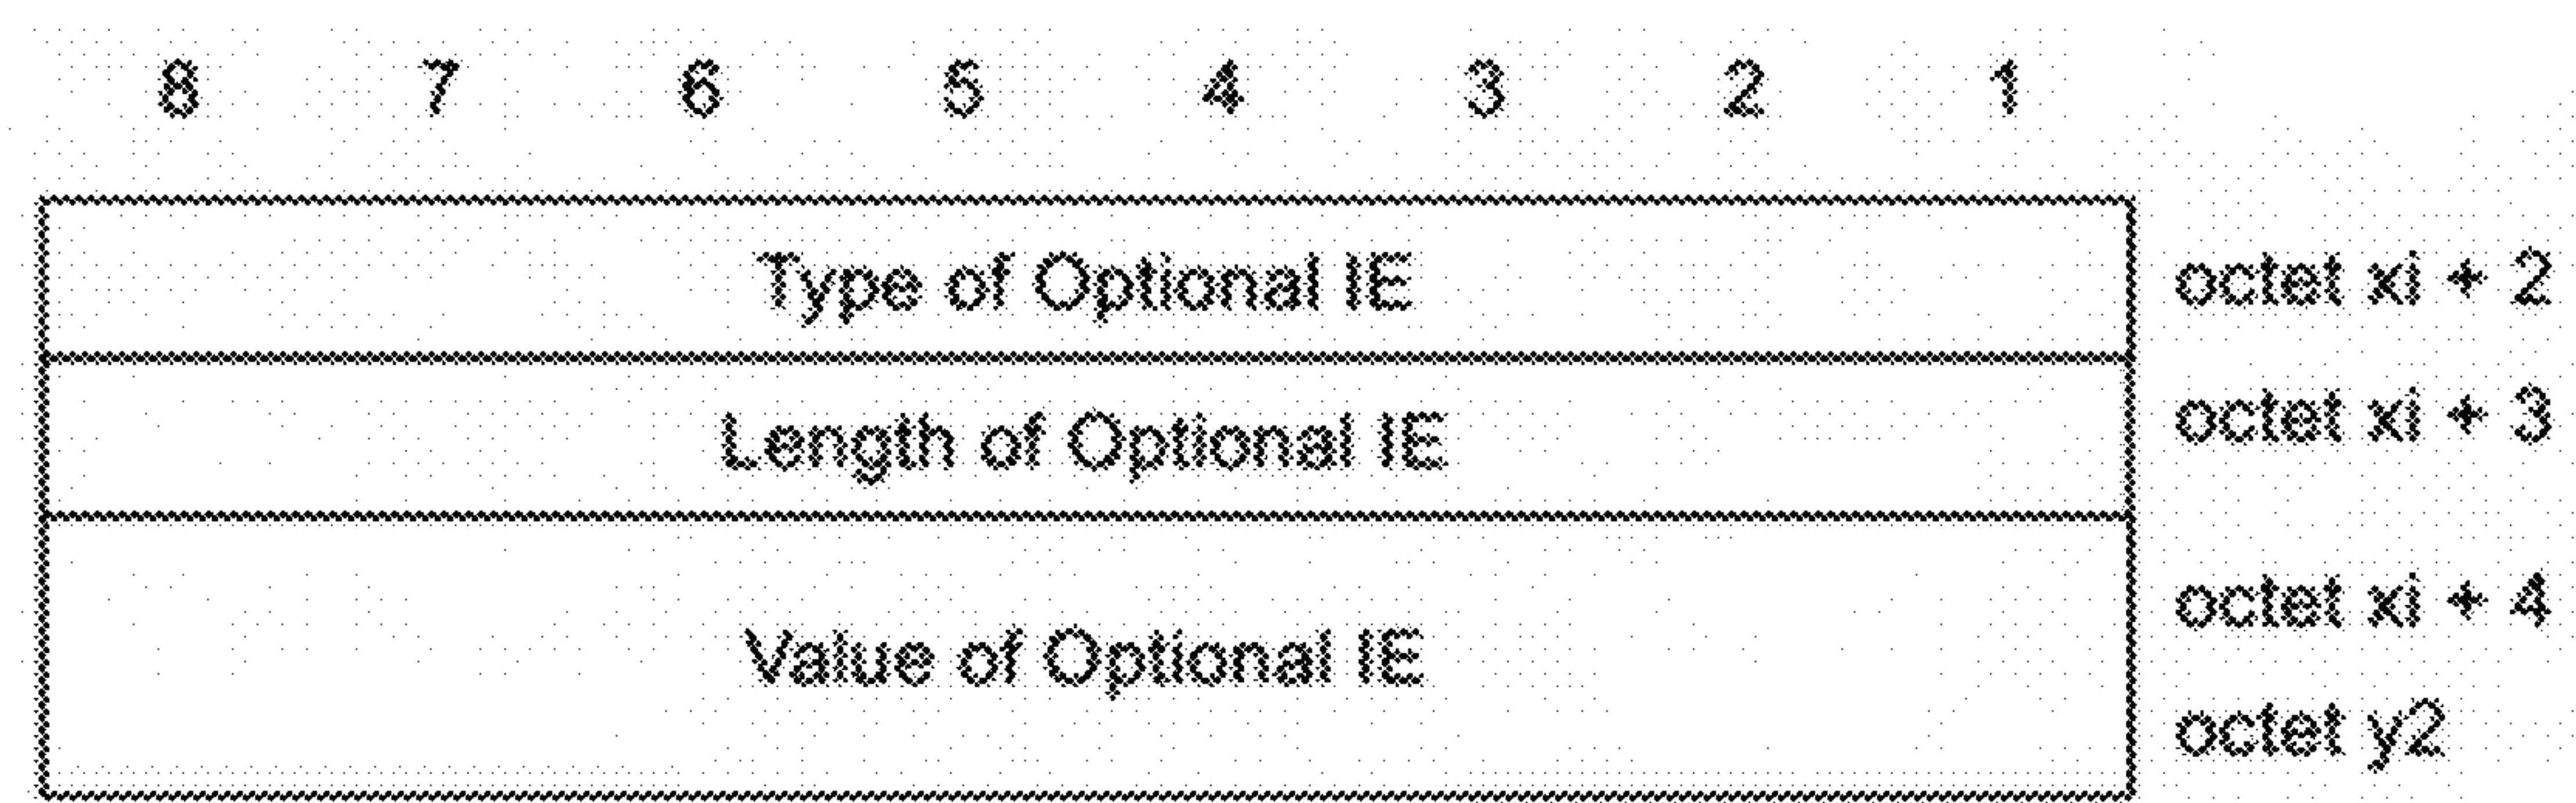 8 7 6 5 4 3 2 1
Type of Optional IE octet xi + 2
Length of Optional IE octet xi + 3
octet xi + 4
Value of Optional IE
octet y2